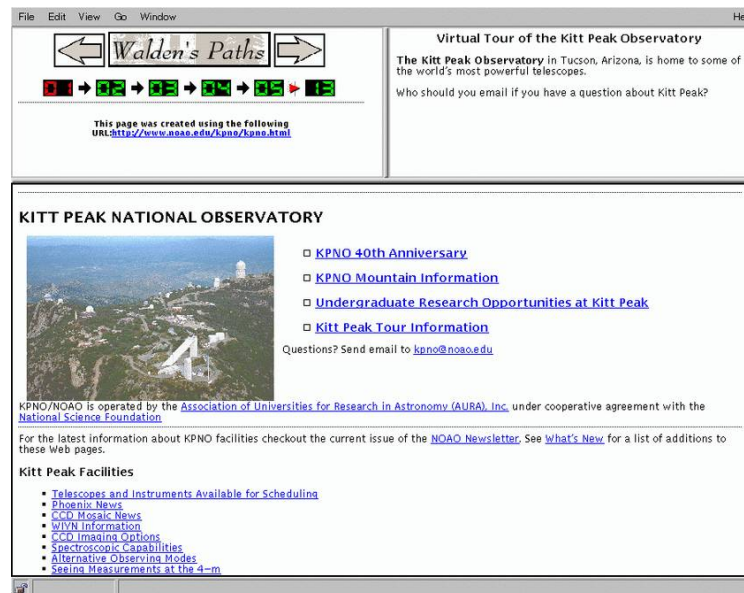 File Edit View Go Window He
Walden's Paths
01 02 03 04 05 13
This page was created using the following
URL:http://www.noao.edu/kpno/kpno.html
Virtual Tour of the Kitt Peak Observatory
The Kitt Peak Observatory in Tucson, Arizona, is home to some of
the world's most powerful telescopes.
Who should you email if you have a question about Kitt Peak?
KITT PEAK NATIONAL OBSERVATORY
KPNO 40th Anniversary
KPNO Mountain Information
Undergraduate Research Opportunities at Kitt Peak
Kitt Peak Tour Information
Questions? Send email to kpno@noao.edu
KPNO/NOAO is operated by the Association of Universities for Research in Astronomy (AURA), Inc. under cooperative agreement with the
National Science Foundation
For the latest information about KPNO facilities checkout the current issue of the NOAO Newsletter. See What's New for a list of additions to
these Web pages.
Kitt Peak Facilities
Telescopes and Instruments Available for Scheduling
Phoenix News
CCD Mosaic News
WIYN Information
CCD Imaging Options
Spectroscopic Capabilities
Alternative Observing Modes
Seeing Measurements at the 4-m